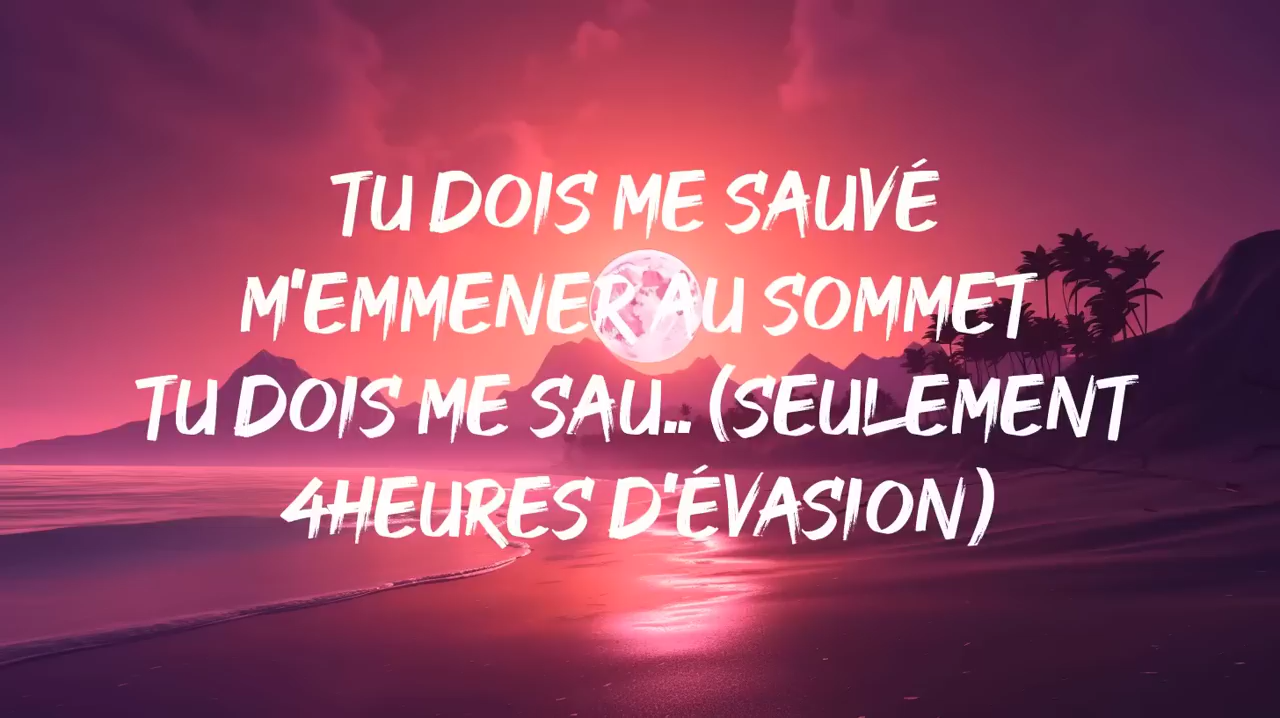 TU DOIS ME SAUVÉ
M'EMMENER AU SOMMET
TU DOIS ME SAU.. (SEULEMENT
4HEURES D'ÉVASION)